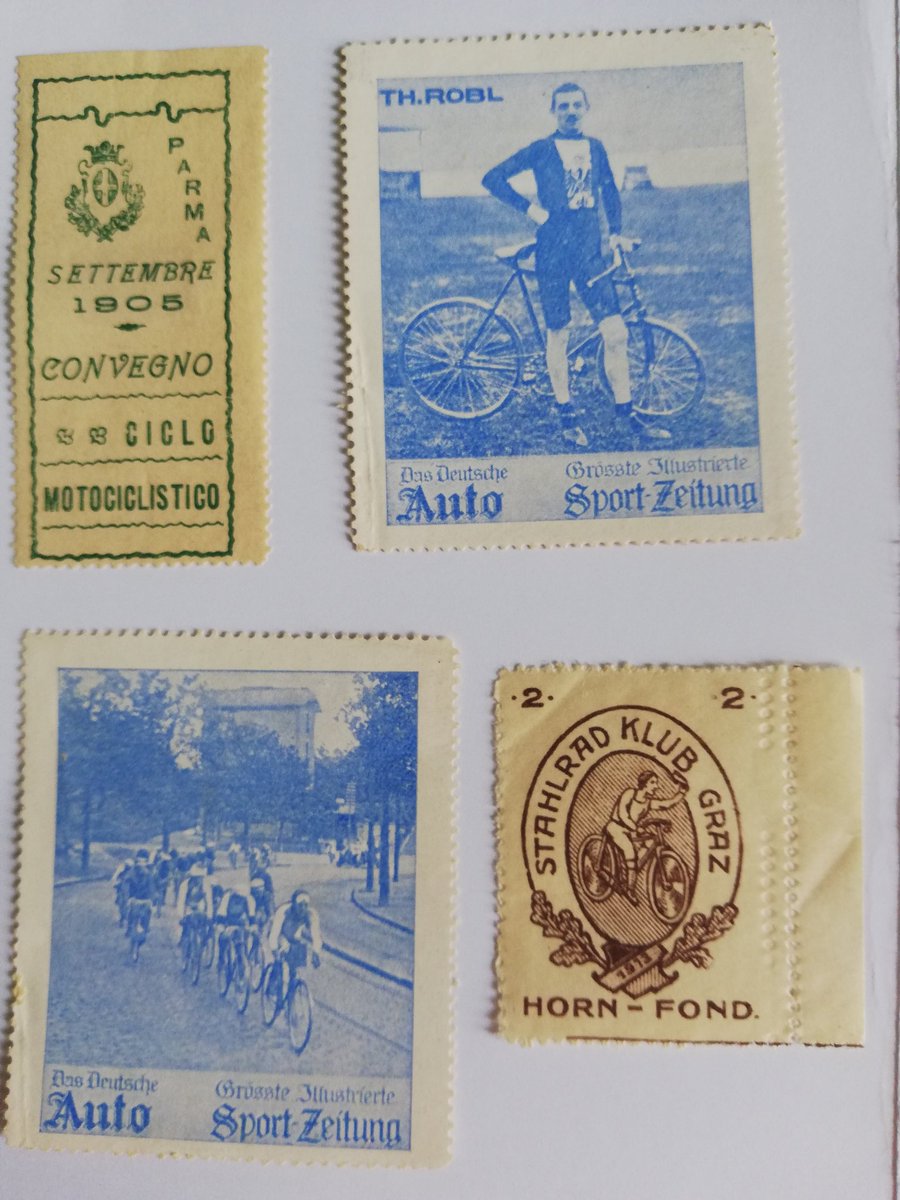 PARMA
SETTEMBRE
1905
CONVEGNO
CICLO
MOTOCICLISTICO
TH. ROBL
Das Deutsche Auto
Grösste Illustrierte Sport-Zeitung
Das Deutsche Auto
Grösste Illustrierte Sport-Zeitung
·2· 2·
STAHLRAD KLUB GRAZ
1913
HORN-FOND.